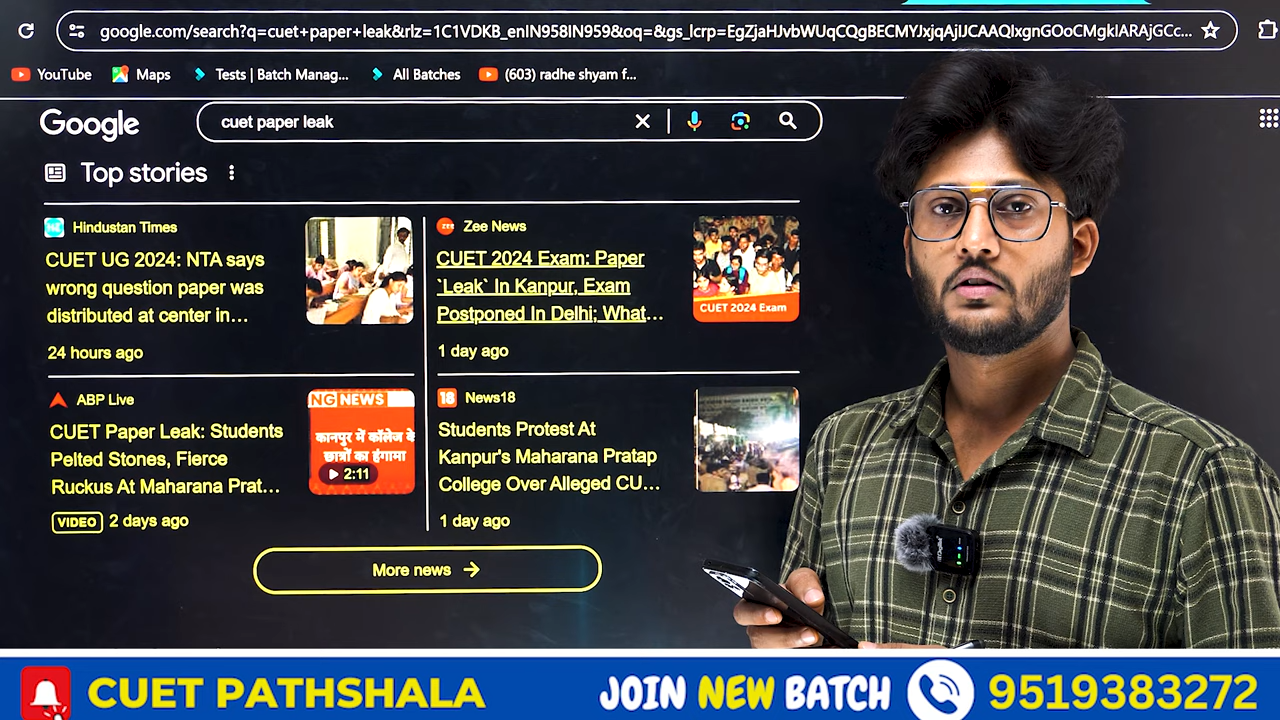 google.com/search?q=cuet+paper+leak&rlz=1C1VDKB_enIN958IN959&oq=&gs_lcrp=EgZjaHJvbWUqCQgBECMYJxjqAjIJCAAQIxgnGOoCMgkIARAjGCc...
YouTube Maps Tests | Batch Manag... All Batches (603) radhe shyam f...
Google
cuet paper leak
Top stories
Hindustan Times
CUET UG 2024: NTA says
wrong question paper was
distributed at center in...
24 hours ago
Zee News
CUET 2024 Exam: Paper
`Leak` In Kanpur, Exam
Postponed In Delhi; What...
CUET 2024 Exam
1 day ago
ABP Live
CUET Paper Leak: Students
Pelted Stones, Fierce
Ruckus At Maharana Prat...
NG NEWS
कानपुर में कॉलेज के
छात्रों का हंगामा
2:11
VIDEO 2 days ago
18 News18
Students Protest At
Kanpur's Maharana Pratap
College Over Alleged CU...
1 day ago
More news →
CUET PATHSHALA JOIN NEW BATCH 9519383272